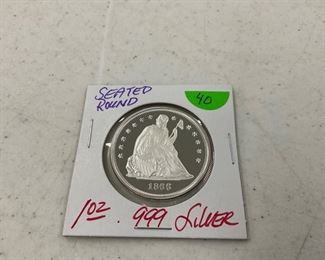 SEATED
ROUND
40
1866
1oz .999 Silver